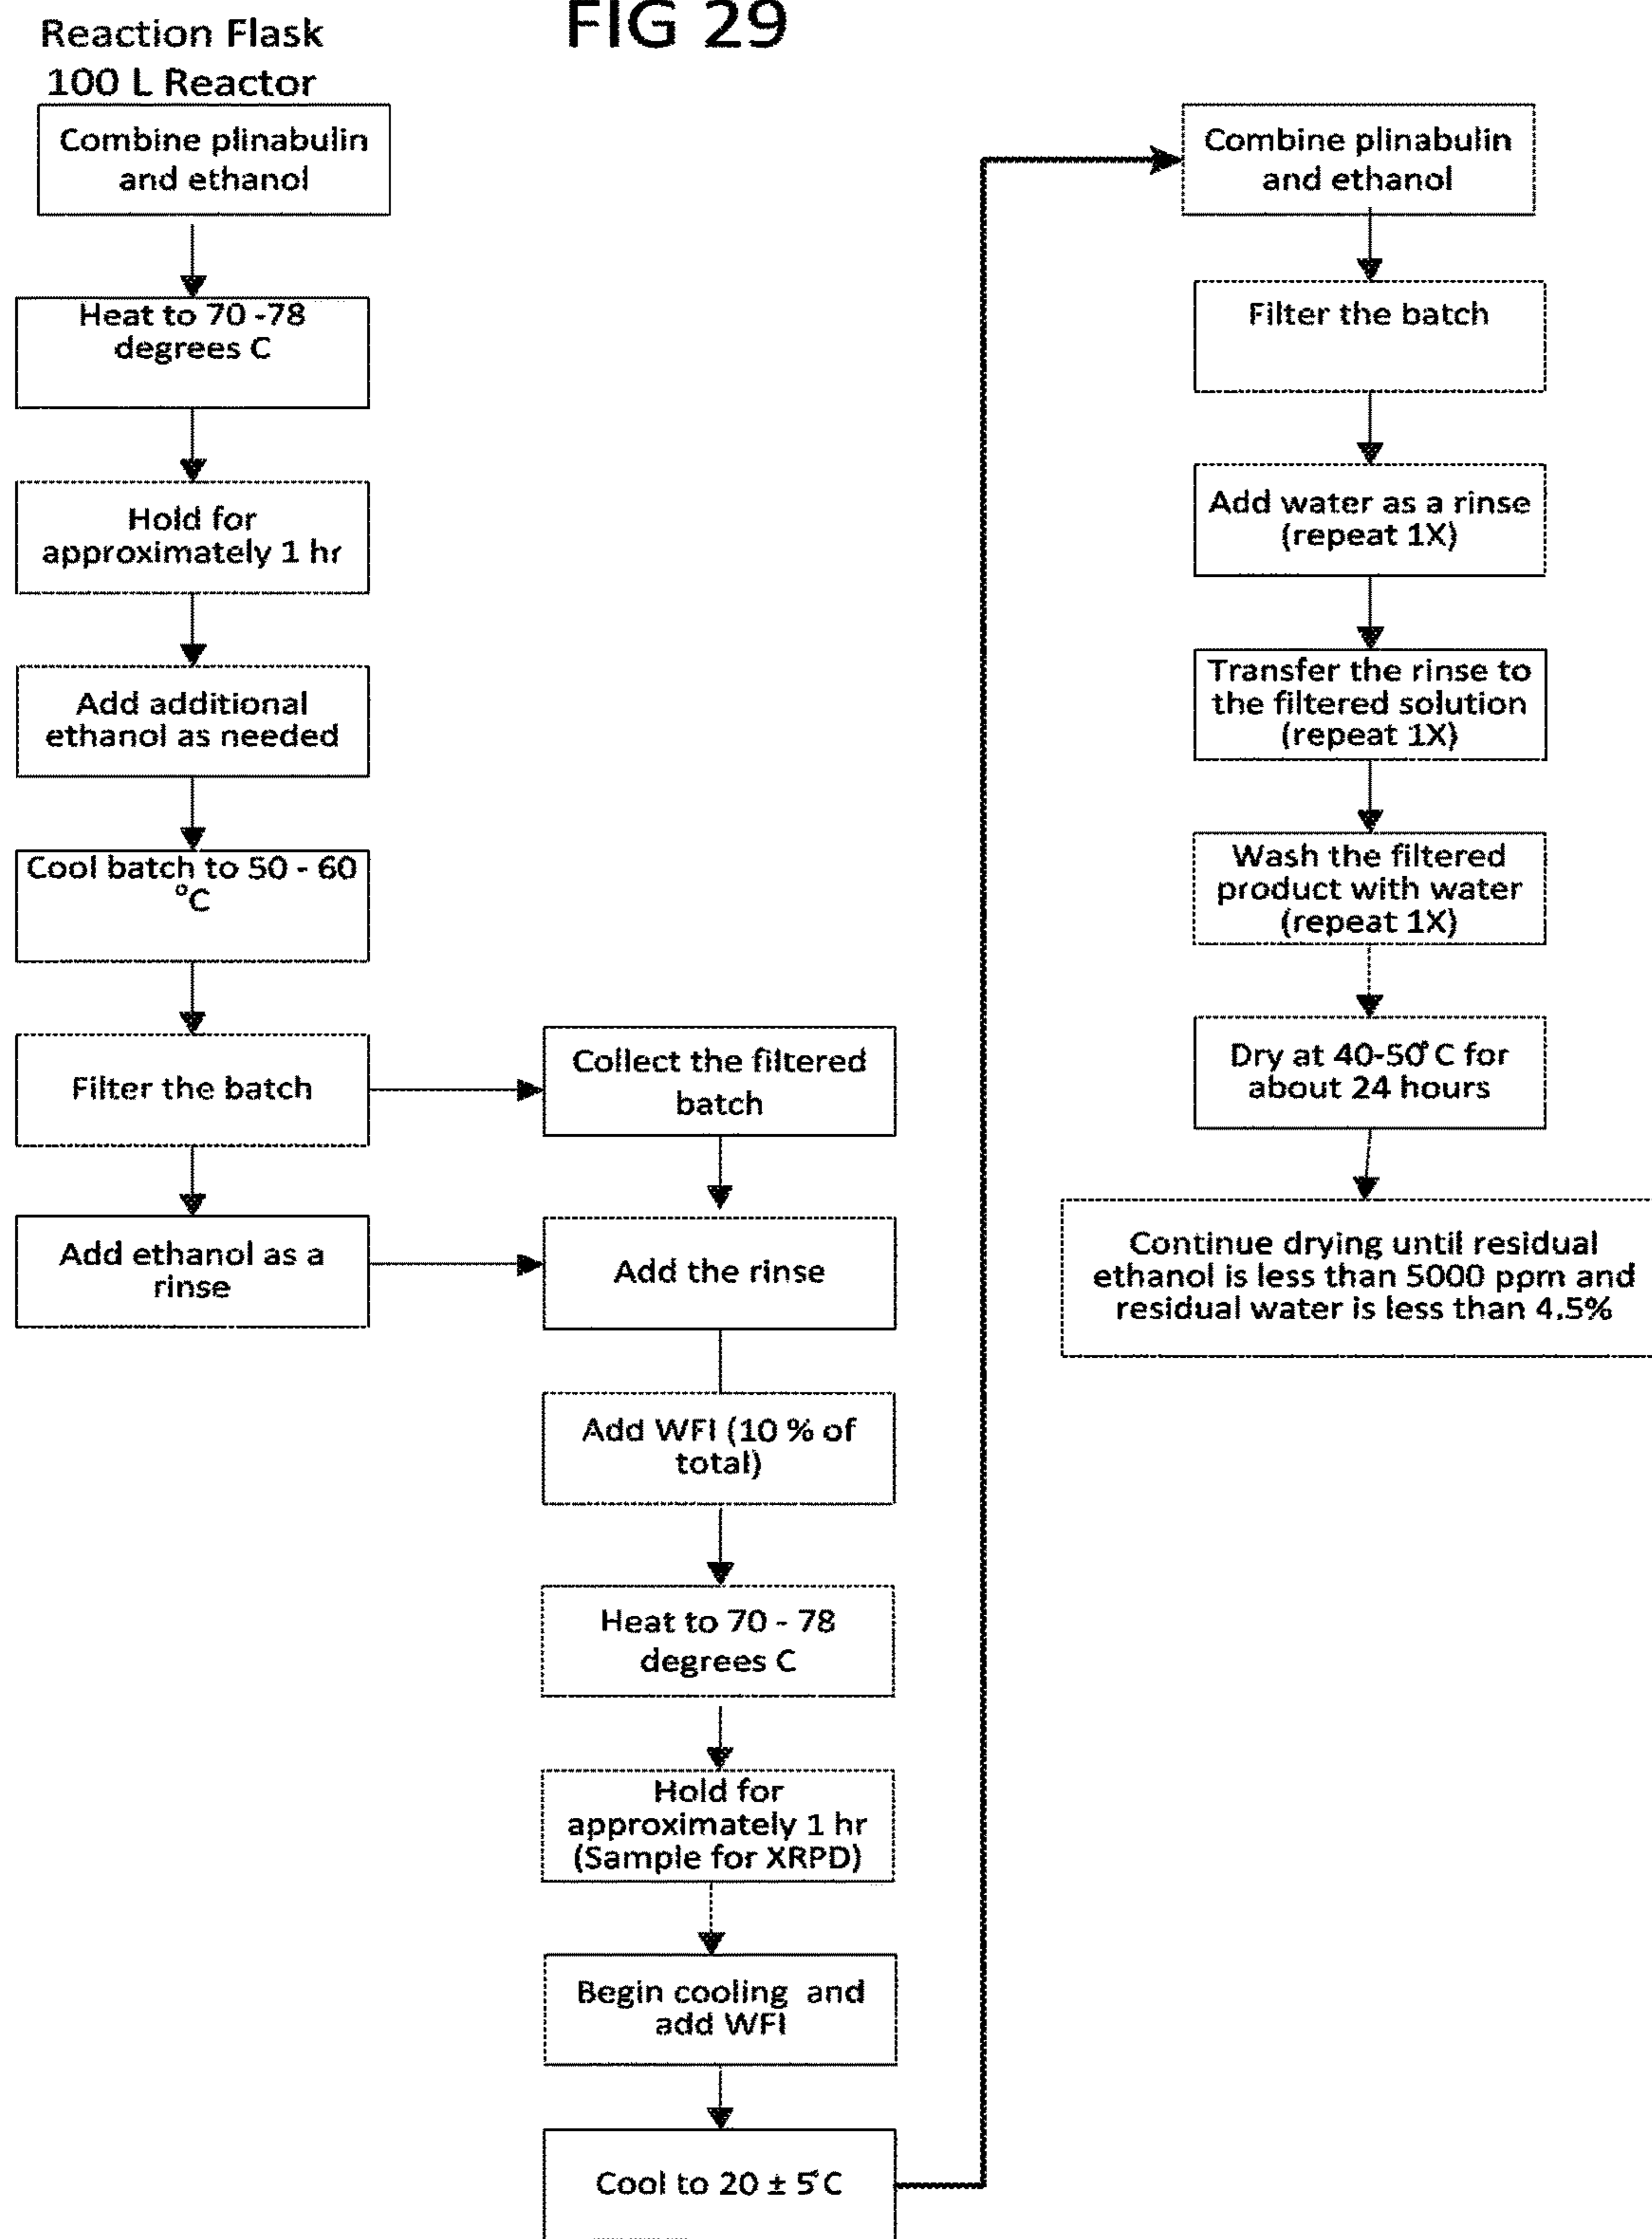 FIG 29
Reaction Flask
100 L Reactor
Combine plinabulin
and ethanol
Heat to 70 -78
degrees C
Hold for
approximately 1 hr
Add additional
ethanol as needed
Cool batch to 50 - 60
°C
Filter the batch
Add ethanol as a
rinse
Collect the filtered
batch
Add the rinse
Add WFI (10 % of
total)
Heat to 70 - 78
degrees C
Hold for
approximately 1 hr
(Sample for XRPD)
Begin cooling and
add WFI
Cool to 20 ± 5°C
Combine plinabulin
and ethanol
Filter the batch
Add water as a rinse
(repeat 1X)
Transfer the rinse to
the filtered solution
(repeat 1X)
Wash the filtered
product with water
(repeat 1X)
Dry at 40-50°C for
about 24 hours
Continue drying until residual
ethanol is less than 5000 ppm and
residual water is less than 4.5%